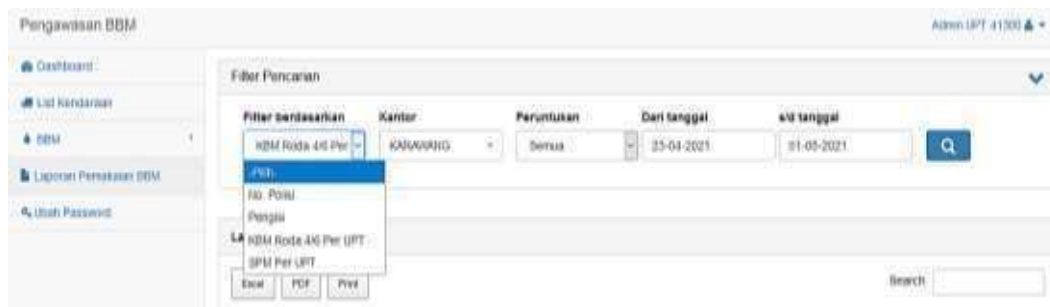 Pengawasan BBM
Admin UPT 41300
Dashboard
List Kendaraan
BBM
Laporan Pemakaian BBM
Ubah Password
Filter Pencarian
Filter berdasarkan Kantor Peruntukan Dari tanggal s/d tanggal
KBM Roda 4/6 Per KARAWANG Semua 23-04-2021 01-05-2021
No. Polisi
Pengisi
KBM Roda 4/6 Per UPT
SPM Per UPT
La
Excel PDF Print
Search